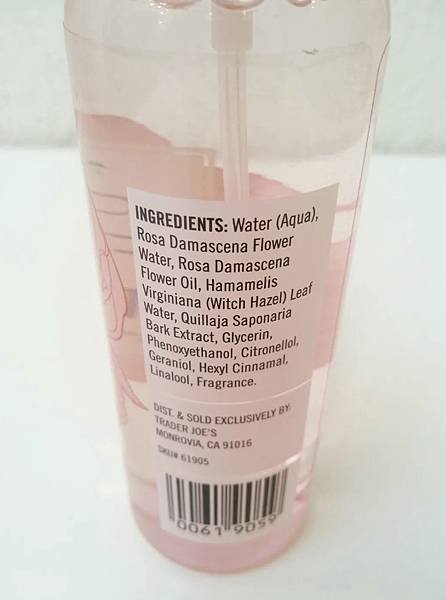 INGREDIENTS: Water (Aqua),
Rosa Damascena Flower
Water, Rosa Damascena
Flower Oil, Hamamelis
Virginiana (Witch Hazel) Leaf
Water, Quillaja Saponaria
Bark Extract, Glycerin,
Phenoxyethanol, Citronellol,
Geraniol, Hexyl Cinnamal,
Linalool, Fragrance.
DIST. & SOLD EXCLUSIVELY BY:
TRADER JOE'S
MONROVIA, CA 91016
SKU# 61905
0061 9059